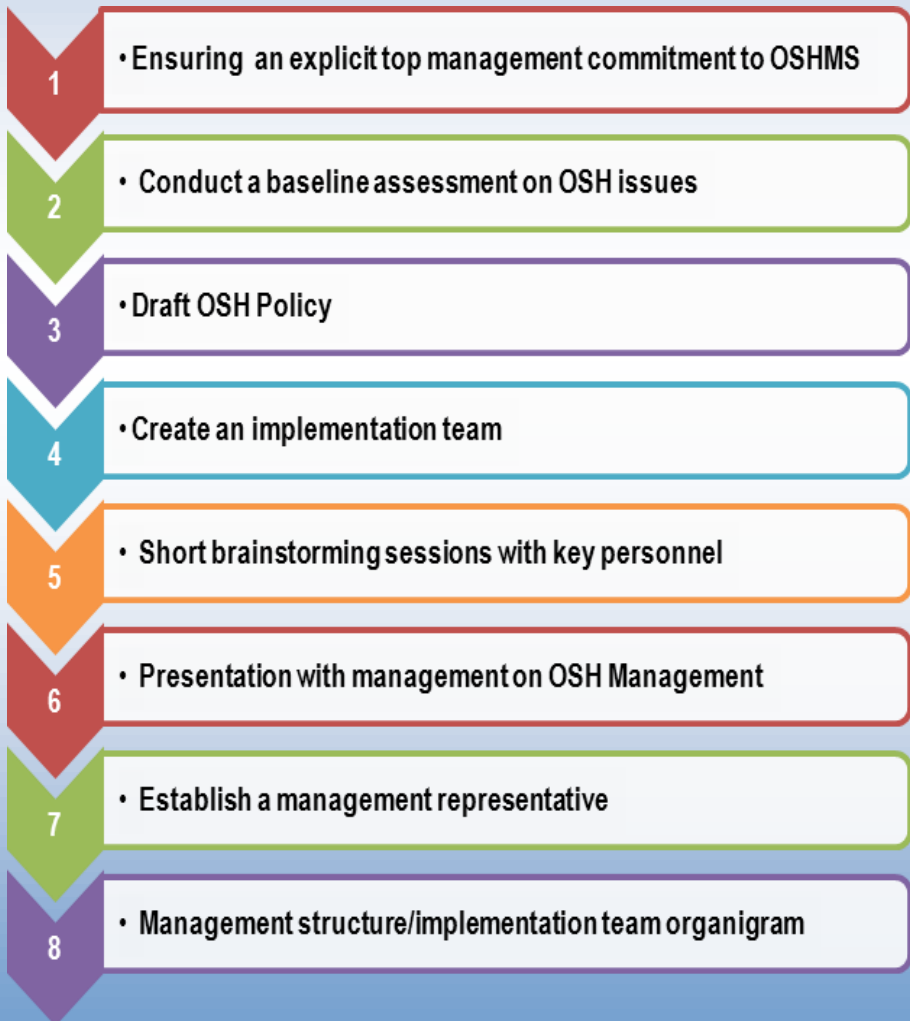 1
• Ensuring an explicit top management commitment to OSHMS
2
• Conduct a baseline assessment on OSH issues
3
• Draft OSH Policy
4
• Create an implementation team
5
• Short brainstorming sessions with key personnel
6
• Presentation with management on OSH Management
7
• Establish a management representative
8
• Management structure/implementation team organigram